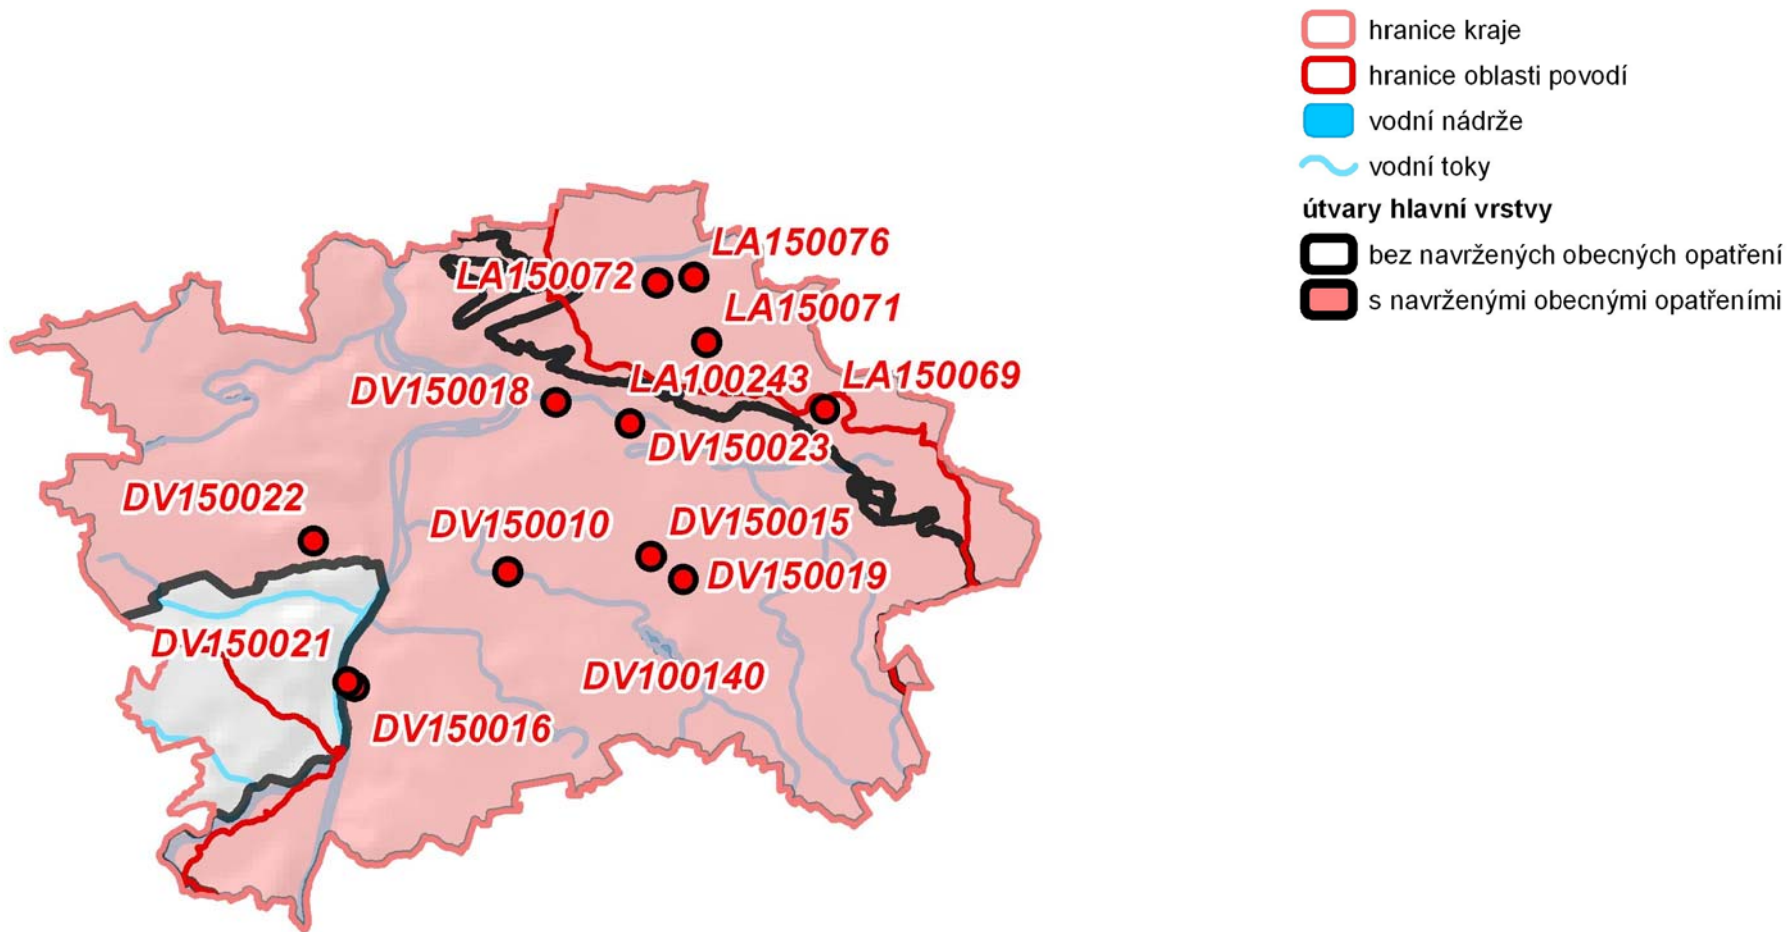 hranice kraje
hranice oblasti povodí
vodní nádrže
vodní toky
útvary hlavní vrstvy
bez navržených obecných opatření
s navrženými obecnými opatřeními
LA150076
LA150072
LA150071
LA100243
LA150069
DV150018
DV150023
DV150022
DV150010
DV150015
DV150019
DV150021
DV100140
DV150016